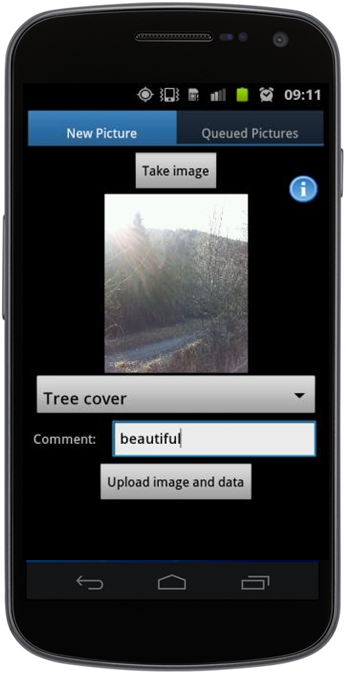 09:11
New Picture
Queued Pictures
Take image
i
Tree cover
Comment: beautiful
Upload image and data